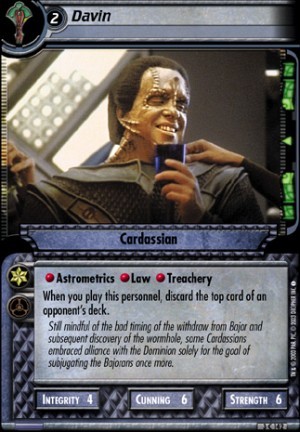 2 Davin
Cardassian
Astrometrics Law Treachery
When you play this personnel, discard the top card of an
opponent's deck.
Still mindful of the bad timing of the withdraw from Bajor and
subsequent discovery of the wormhole, some Cardassians
embraced alliance with the Dominion solely for the goal of
subjugating the Bajorans once more.
INTEGRITY 4 CUNNING 6 STRENGTH 6